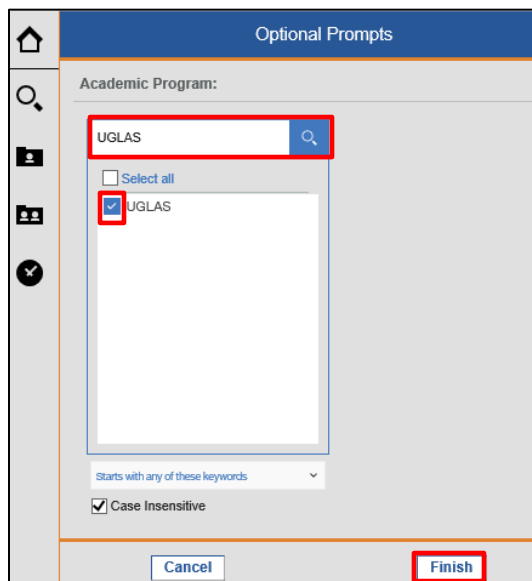 Optional Prompts
Academic Program:
UGLAS
Select all
UGLAS
Starts with any of these keywords
Case Insensitive
Cancel
Finish